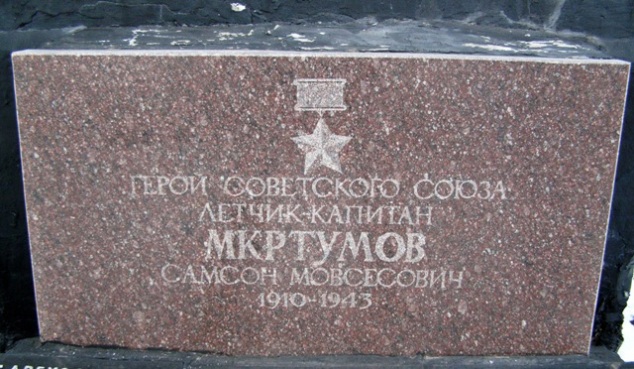 ГЕРОЙ СОВЕТСКОГО СОЮЗА
ЛЕТЧИК-КАПИТАН
МКРТУМОВ
САМСОН МОВСЕСОВИЧ
1910-1943